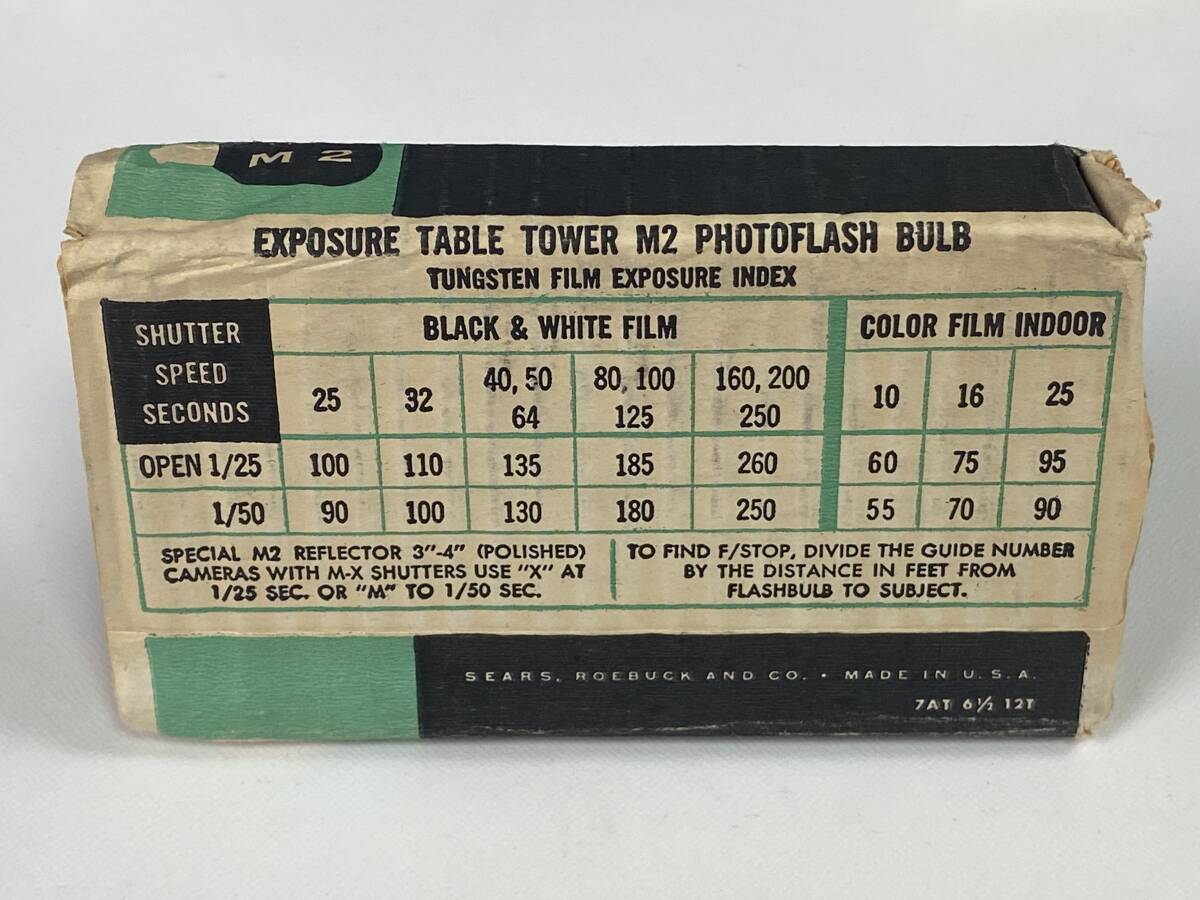 M 2
EXPOSURE TABLE TOWER M2 PHOTOFLASH BULB
TUNGSTEN FILM EXPOSURE INDEX
SHUTTER
SPEED
SECONDS
BLACK & WHITE FILM
COLOR FILM INDOOR
25 32 40, 50 64 80, 100 125 160, 200 250 10 16 25
OPEN 1/25 100 110 135 185 260 60 75 95
1/50 90 100 130 180 250 55 70 90
SPECIAL M2 REFLECTOR 3"-4" (POLISHED)
CAMERAS WITH M-X SHUTTERS USE "X" AT
1/25 SEC. OR "M" TO 1/50 SEC.
TO FIND F/STOP, DIVIDE THE GUIDE NUMBER
BY THE DISTANCE IN FEET FROM
FLASHBULB TO SUBJECT.
SEARS, ROEBUCK AND CO. • MADE IN U.S.A.
7AT 6½ 12T